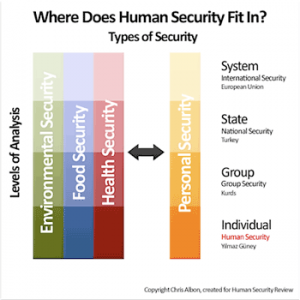 Where Does Human Security Fit In?
Types of Security
Levels of Analysis
Environmental Security
Food Security
Health Security
Personal Security
System
International Security
European Union
State
National Security
Turkey
Group
Group Security
Kurds
Individual
Human Security
Yilmaz Güney
Copyright Chris Albon, created for Human Security Review